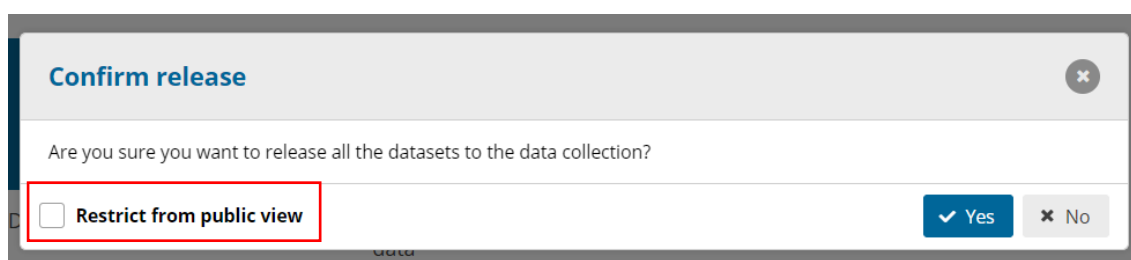 Confirm release
Are you sure you want to release all the datasets to the data collection?
Restrict from public view
Yes
No